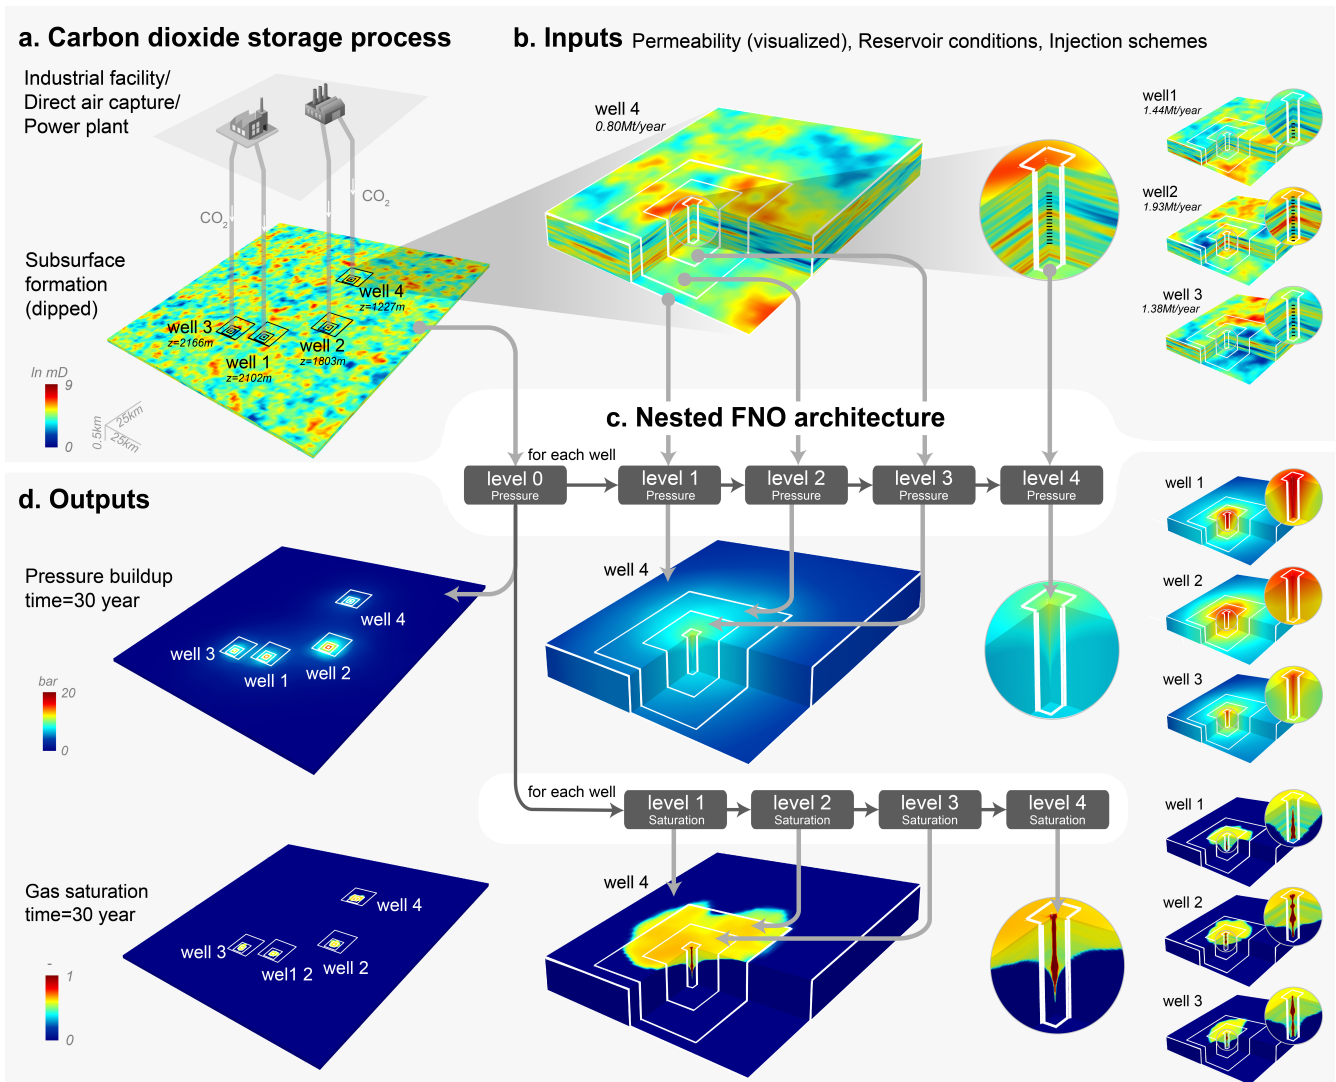 a. Carbon dioxide storage process
Industrial facility/
Direct air capture/
Power plant
CO2
CO2
Subsurface
formation
(dipped)
well 4
z=1227m
well 3
z=2166m
well 1
z=2102m
well 2
z=1803m
ln mD
9
0
0.5km
25km
25km
b. Inputs Permeability (visualized), Reservoir conditions, Injection schemes
well 4
0.80Mt/year
well1
1.44Mt/year
well2
1.93Mt/year
well 3
1.38Mt/year
c. Nested FNO architecture
for each well
level 0
Pressure
level 1
Pressure
level 2
Pressure
level 3
Pressure
level 4
Pressure
d. Outputs
Pressure buildup
time=30 year
well 4
well 3
well 1
well 2
bar
20
0
well 4
well 1
well 2
well 3
for each well
level 1
Saturation
level 2
Saturation
level 3
Saturation
level 4
Saturation
Gas saturation
time=30 year
well 4
well 3
wel1 2
well 2
-
1
0
well 4
well 1
well 2
well 3